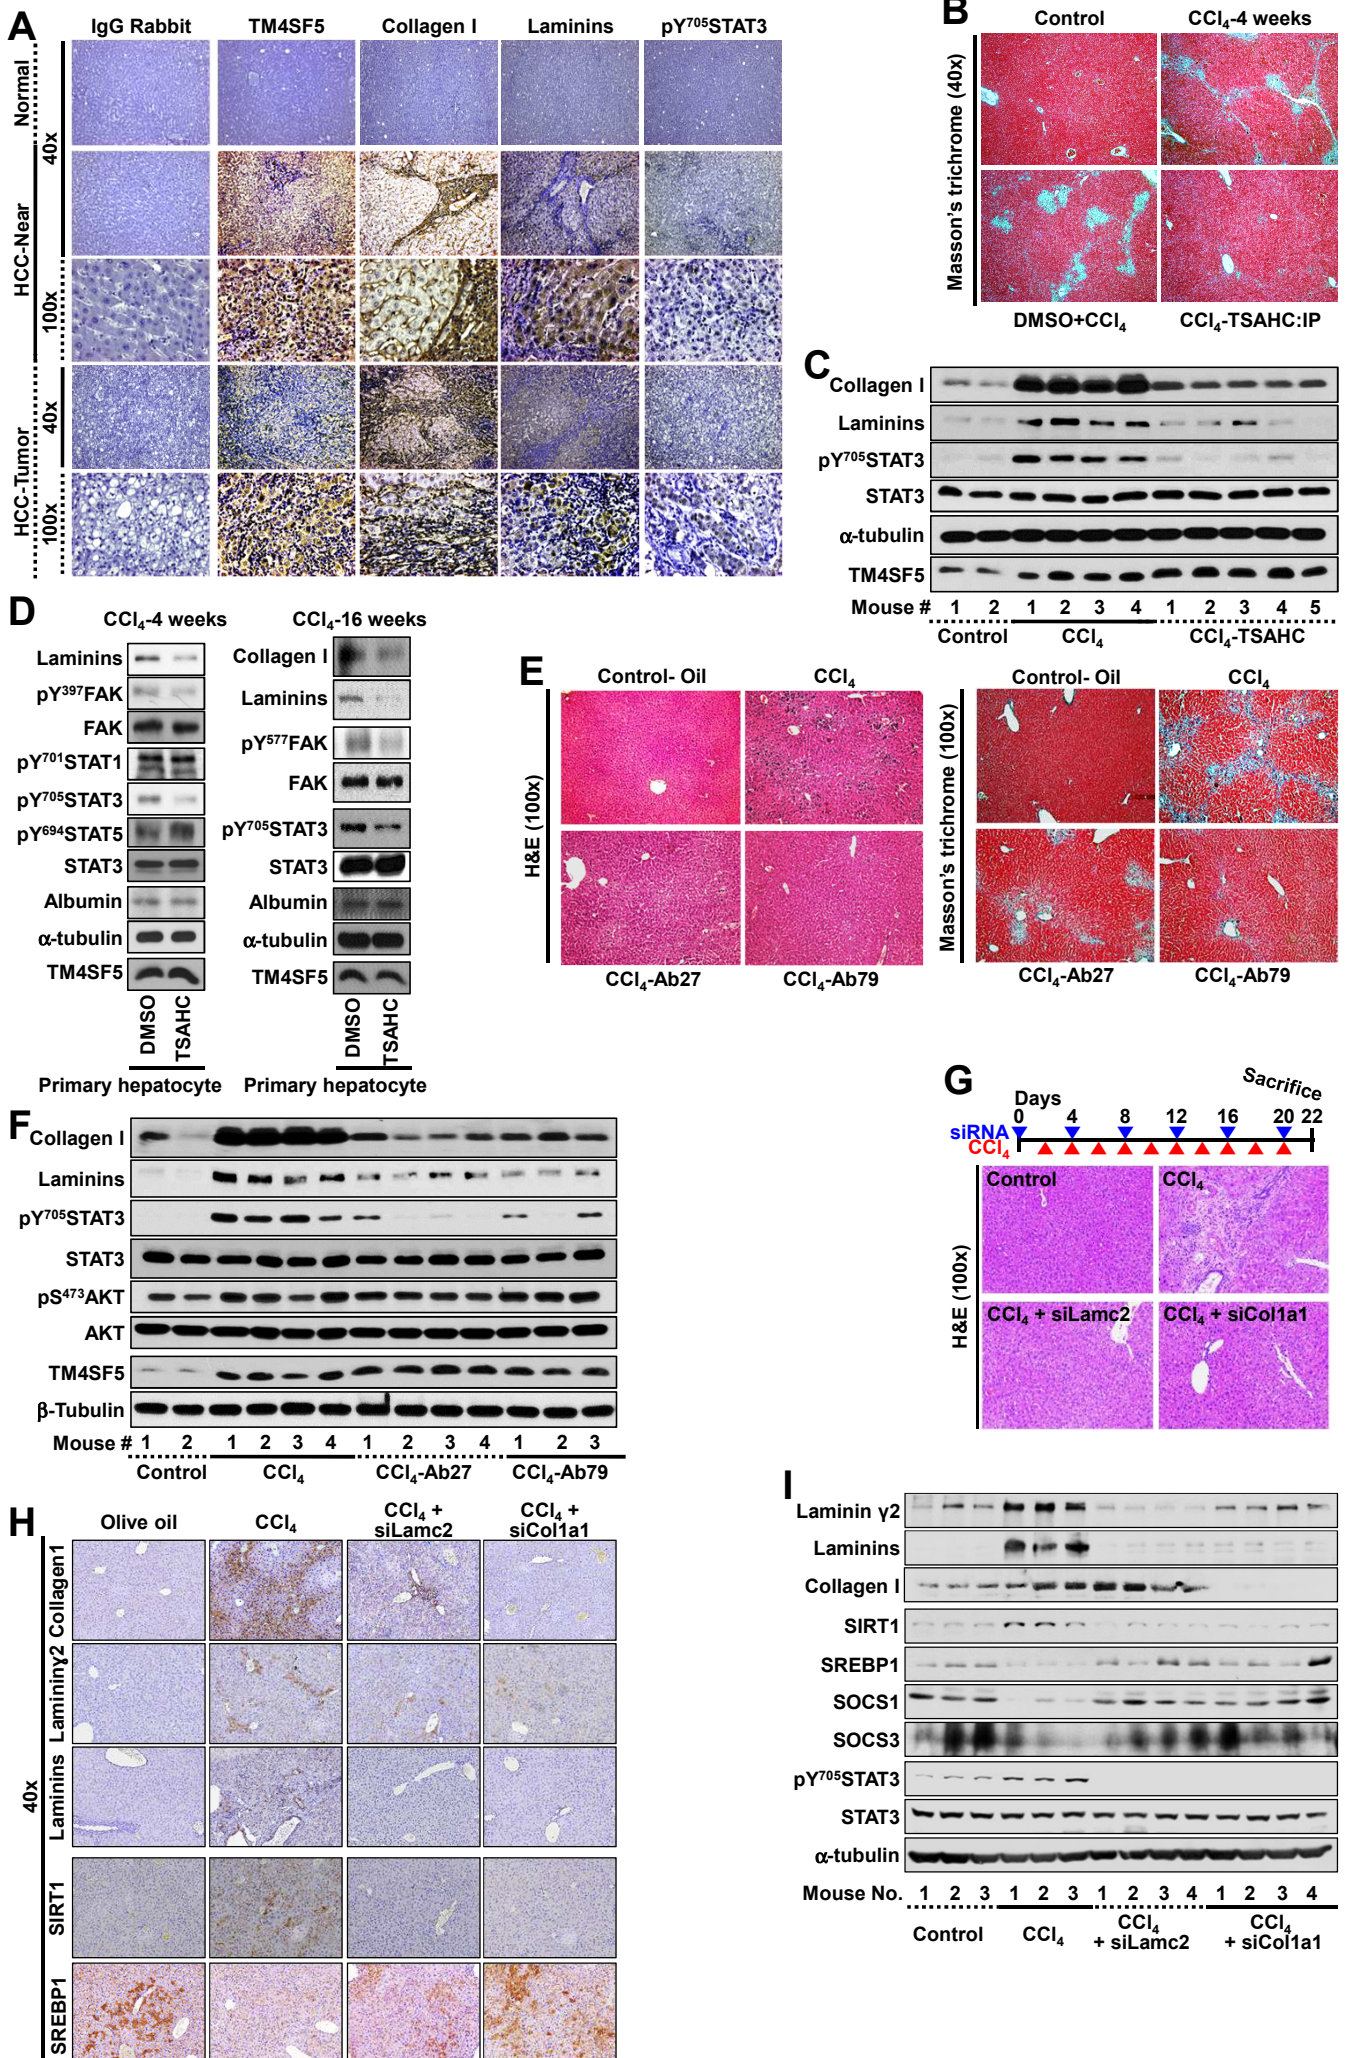 A
IgG Rabbit
TM4SF5
Collagen I
Laminins
pY705STAT3
Normal
HCC-Near
HCC-Tumor
40x
100x
40x
100x
B
Control
CCl4-4 weeks
Masson's trichrome (40x)
DMSO+CCl4
CCl4-TSAHC:IP
C
Collagen I
Laminins
pY705STAT3
STAT3
α-tubulin
TM4SF5
Mouse # 1 2 1 2 3 4 1 2 3 4 5
Control CCl4 CCl4-TSAHC
D
CCl4-4 weeks
Laminins
pY397FAK
FAK
pY701STAT1
pY705STAT3
pY694STAT5
STAT3
Albumin
α-tubulin
TM4SF5
DMSO
TSAHC
Primary hepatocyte
CCl4-16 weeks
Collagen I
Laminins
pY577FAK
FAK
pY705STAT3
STAT3
Albumin
α-tubulin
TM4SF5
DMSO
TSAHC
Primary hepatocyte
E
Control- Oil
CCl4
H&E (100x)
CCl4-Ab27
CCl4-Ab79
Control- Oil
CCl4
Masson's trichrome (100x)
CCl4-Ab27
CCl4-Ab79
F
Collagen I
Laminins
pY705STAT3
STAT3
pS473AKT
AKT
TM4SF5
β-Tubulin
Mouse # 1 2 1 2 3 4 1 2 3 4 1 2 3
Control CCl4 CCl4-Ab27 CCl4-Ab79
G
Sacrifice
Days
0 4 8 12 16 20 22
siRNA
CCl4
Control
CCl4
H&E (100x)
CCl4 + siLamc2
CCl4 + siCol1a1
H
Olive oil
CCl4
CCl4 +
siLamc2
CCl4 +
siCol1a1
40x
Collagen1
Lamininγ2
Laminins
SIRT1
SREBP1
I
Laminin γ2
Laminins
Collagen I
SIRT1
SREBP1
SOCS1
SOCS3
pY705STAT3
STAT3
α-tubulin
Mouse No. 1 2 3 1 2 3 1 2 3 4 1 2 3 4
Control
CCl4
CCl4
+ siLamc2
CCl4
+ siCol1a1